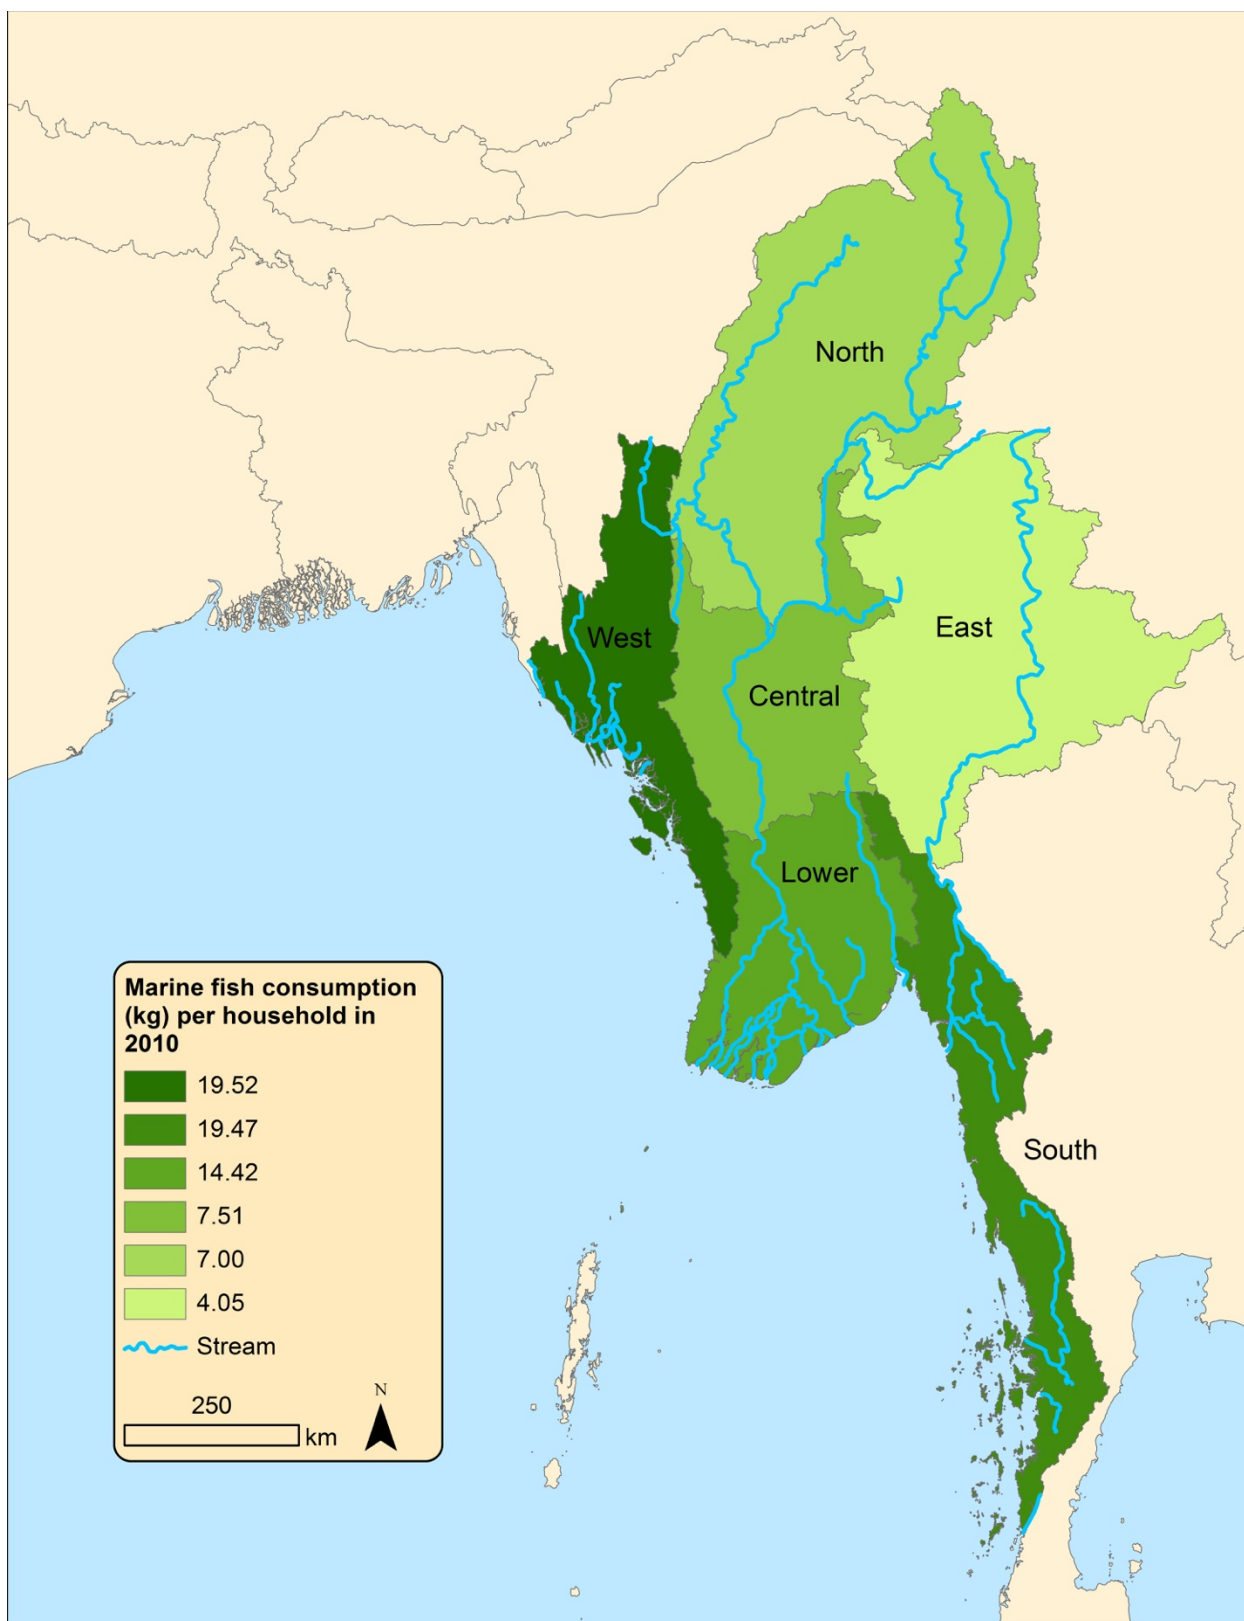 North
West
East
Central
Lower
South
Marine fish consumption
(kg) per household in
2010
19.52
19.47
14.42
7.51
7.00
4.05
Stream
250
km
N